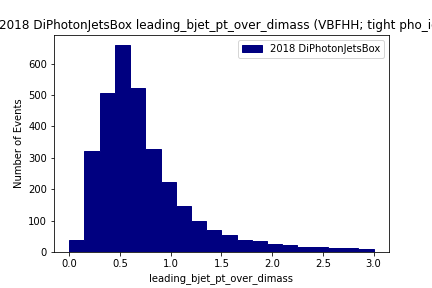 2018 DiPhotonJetsBox leading_bjet_pt_over_dimass (VBFHH; tight pho_i
2018 DiPhotonJetsBox
Number of Events
600
500
400
300
200
100
0
0.0 0.5 1.0 1.5 2.0 2.5 3.0
leading_bjet_pt_over_dimass